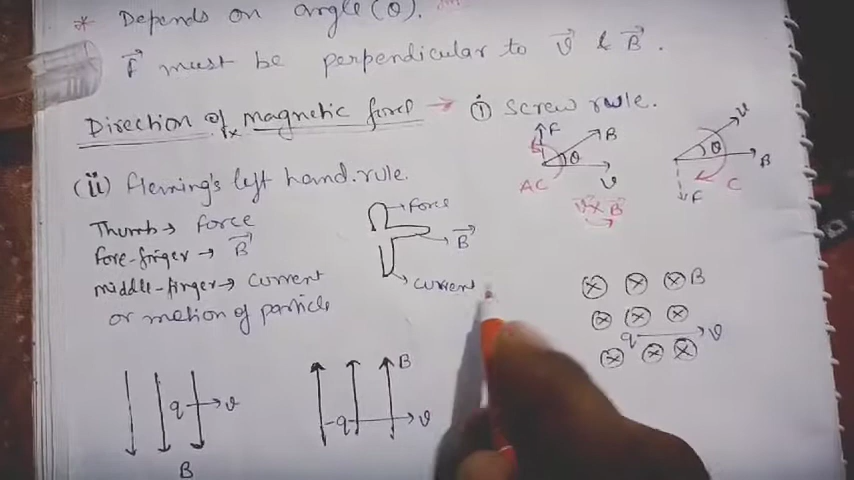 * Depends on angle (θ).
F⃗ must be perpendicular to v⃗ & B⃗.
Direction of magnetic force → (i) Screw rule.
F B θ v AC
v⃗ x B⃗
v θ B F C
(ii) Fleming's left hand rule.
Thumb → Force
Fore-finger → B⃗
middle-finger → Current
or motion of particle
Force
B⃗
current
q v B
B q v
B
q v